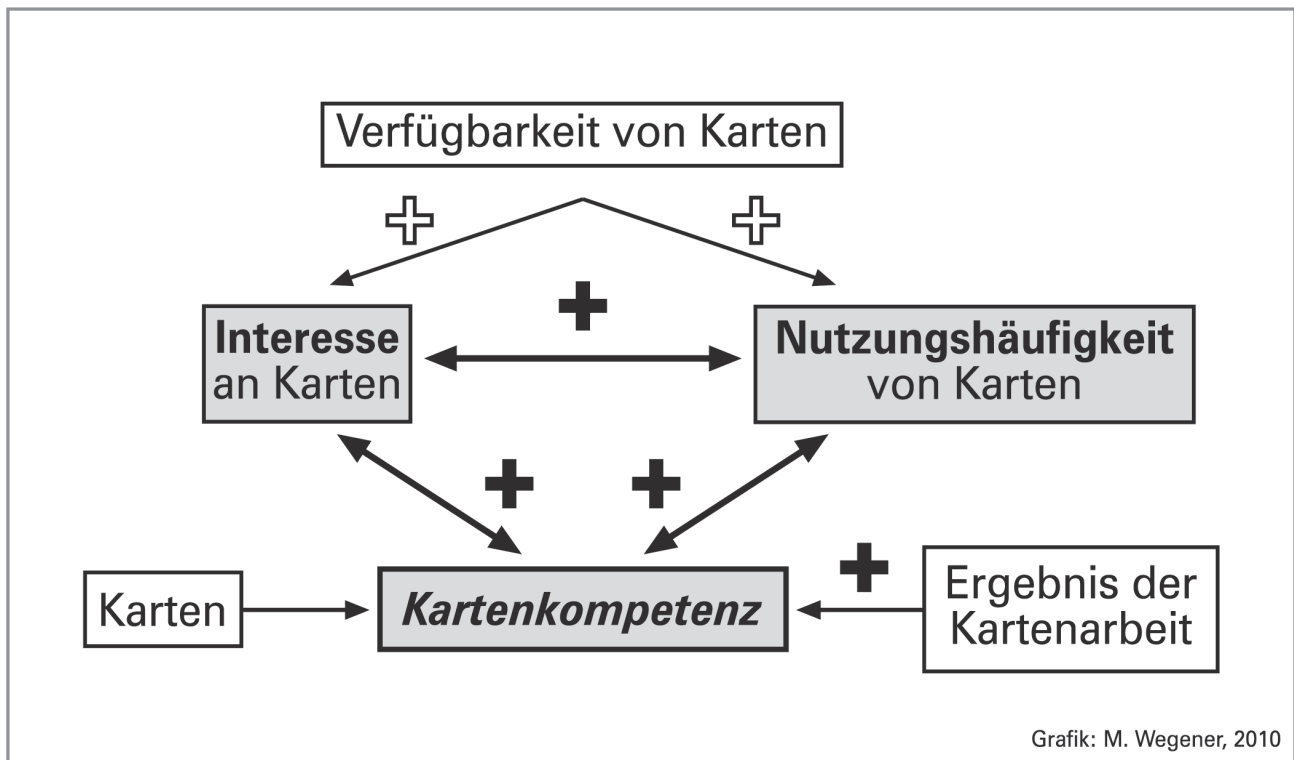 Verfügbarkeit von Karten
Interesse
an Karten
Nutzungshäufigkeit
von Karten
Karten
Kartenkompetenz
Ergebnis der
Kartenarbeit
Grafik: M. Wegener, 2010